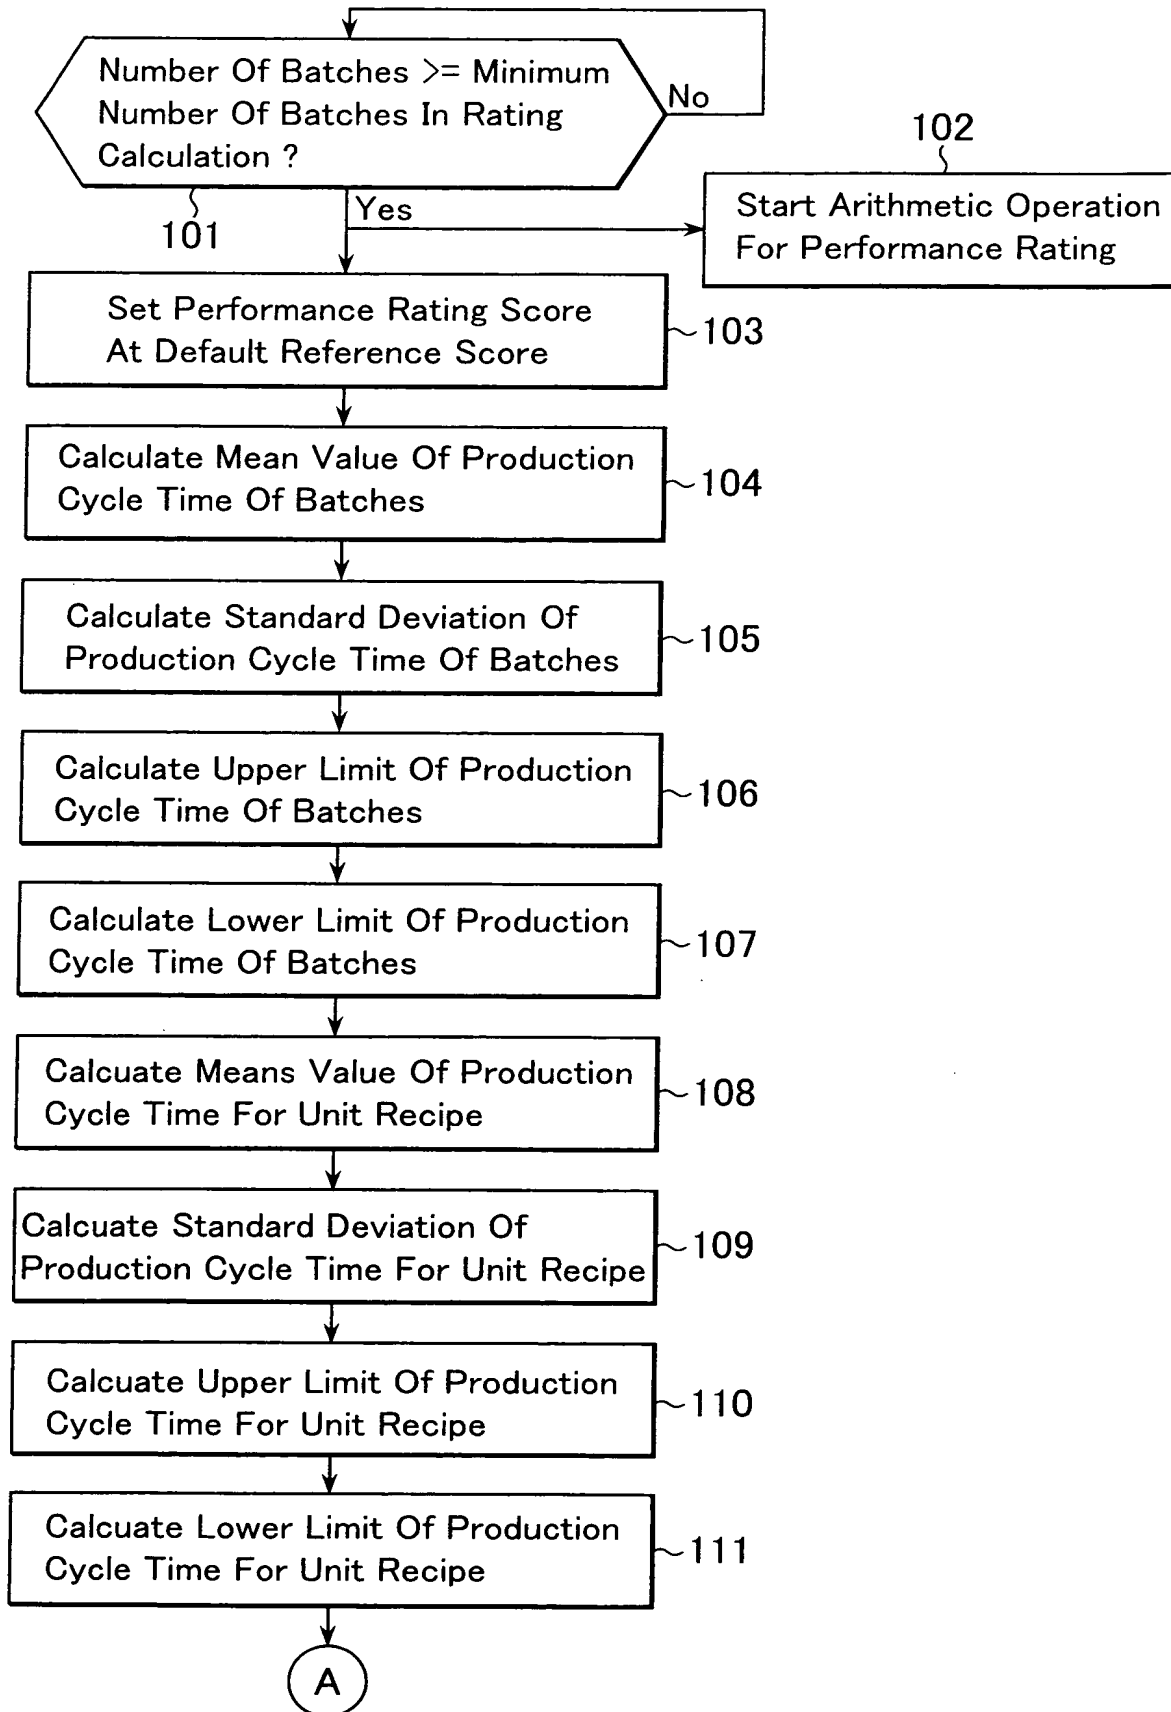 Number Of Batches >= Minimum
Number Of Batches In Rating
Calculation ?
No
101
Yes
102
Start Arithmetic Operation
For Performance Rating
Set Performance Rating Score
At Default Reference Score
103
Calculate Mean Value Of Production
Cycle Time Of Batches
104
Calculate Standard Deviation Of
Production Cycle Time Of Batches
105
Calculate Upper Limit Of Production
Cycle Time Of Batches
106
Calculate Lower Limit Of Production
Cycle Time Of Batches
107
Calcuate Means Value Of Production
Cycle Time For Unit Recipe
108
Calcuate Standard Deviation Of
Production Cycle Time For Unit Recipe
109
Calcuate Upper Limit Of Production
Cycle Time For Unit Recipe
110
Calcuate Lower Limit Of Production
Cycle Time For Unit Recipe
111
A